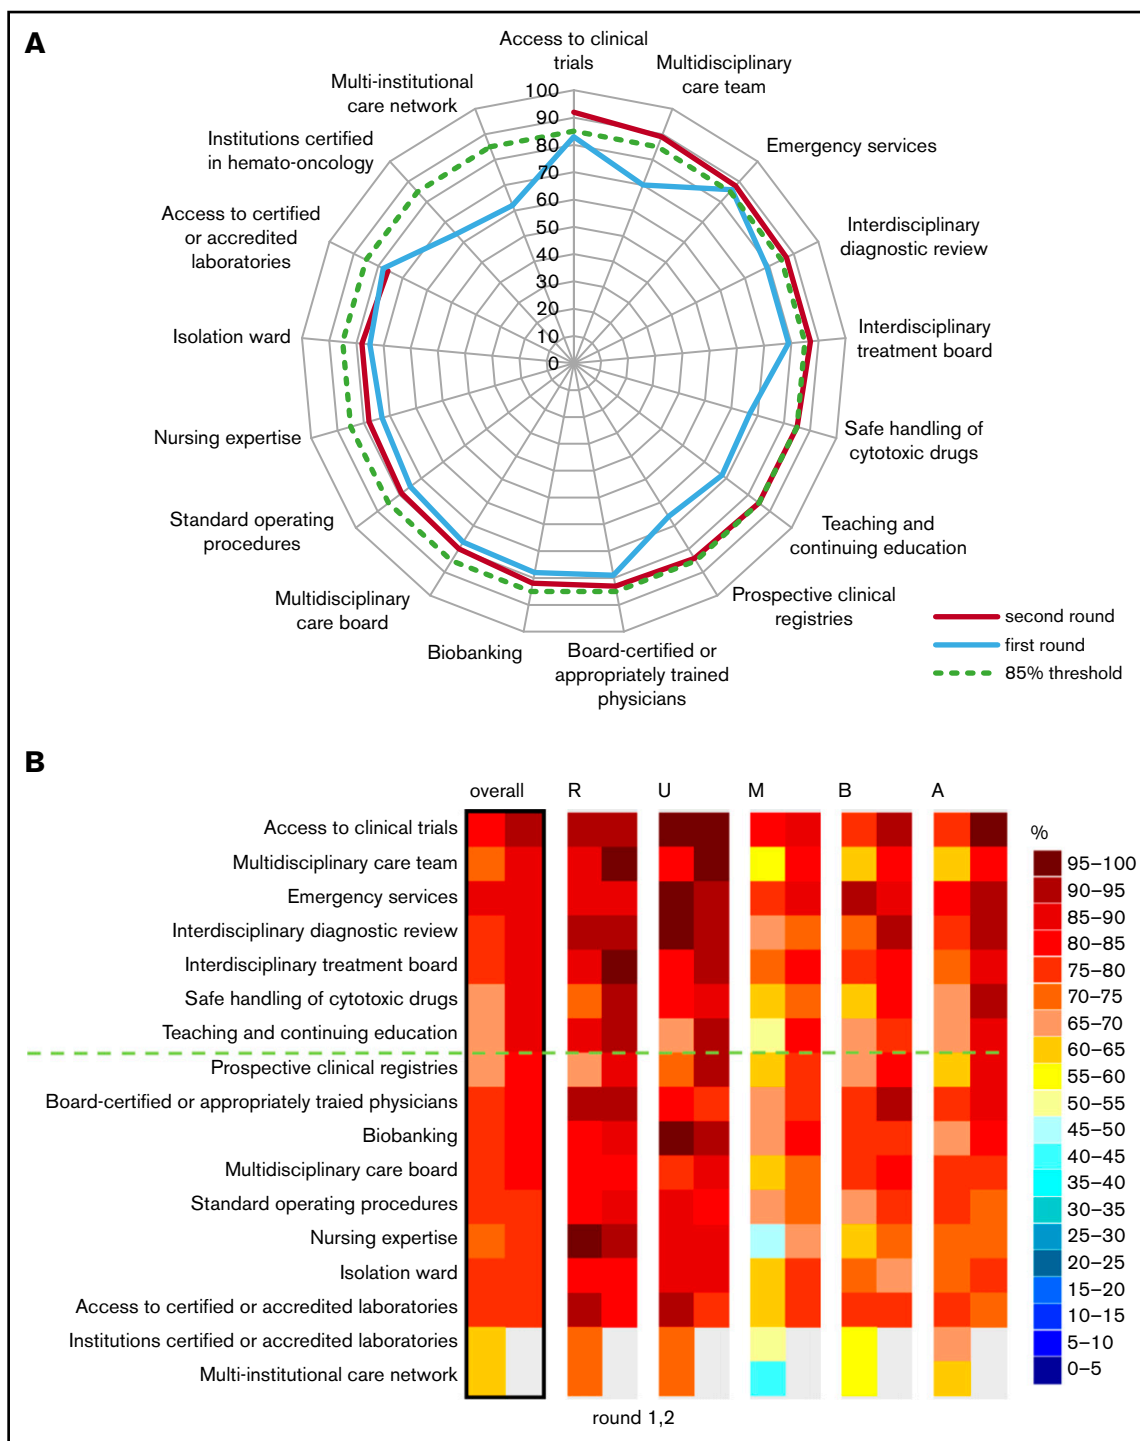 A
Access to clinical
trials
Multidisciplinary
care team
Emergency services
Interdisciplinary
diagnostic review
Interdisciplinary
treatment board
Safe handling of
cytotoxic drugs
Teaching and
continuing education
Prospective clinical
registries
Board-certified or
appropriately trained
physicians
Biobanking
Multidisciplinary
care board
Standard operating
procedures
Nursing expertise
Isolation ward
Access to certified
or accredited
laboratories
Institutions certified
in hemato-oncology
Multi-institutional
care network
100
90
80
70
60
50
40
30
20
10
0
second round
first round
85% threshold
B
overall R U M B A
Access to clinical trials
Multidisciplinary care team
Emergency services
Interdisciplinary diagnostic review
Interdisciplinary treatment board
Safe handling of cytotoxic drugs
Teaching and continuing education
Prospective clinical registries
Board-certified or appropriately traied physicians
Biobanking
Multidisciplinary care board
Standard operating procedures
Nursing expertise
Isolation ward
Access to certified or accredited laboratories
Institutions certified or accredited laboratories
Multi-institutional care network
round 1,2
%
95–100
90–95
85–90
80–85
75–80
70–75
65–70
60–65
55–60
50–55
45–50
40–45
35–40
30–35
25–30
20–25
15–20
10–15
5–10
0–5